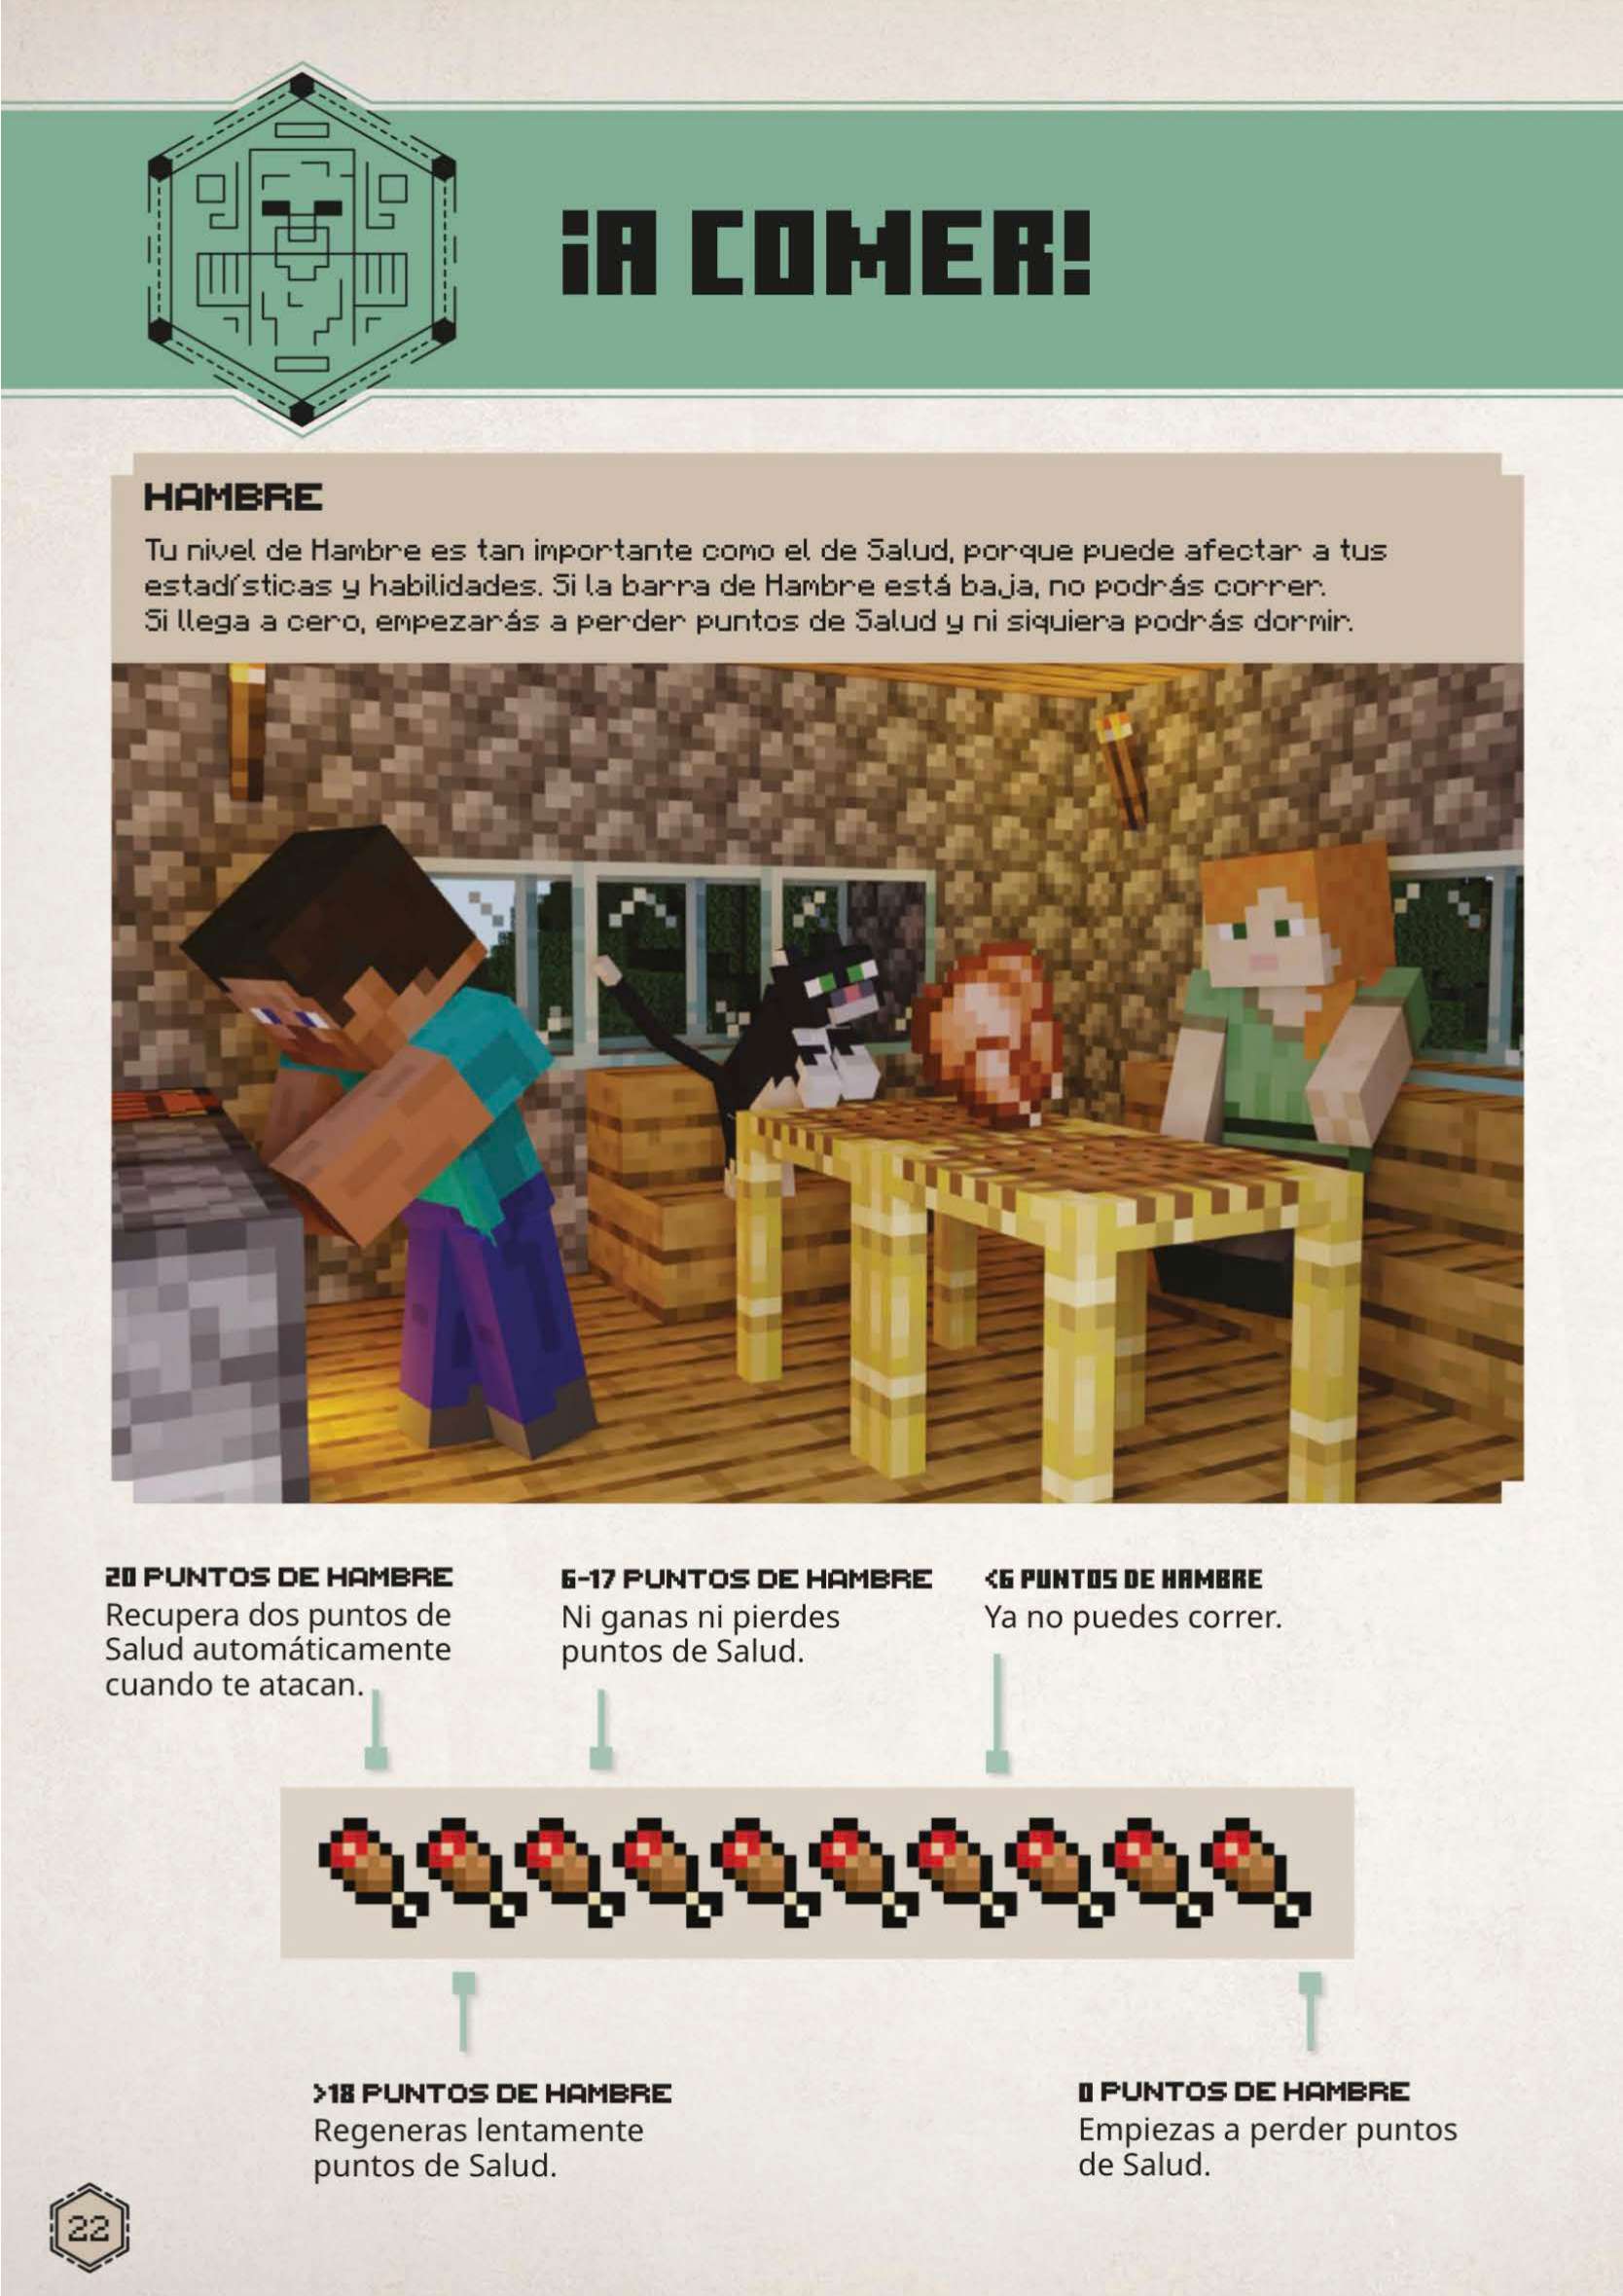 ¡A COMER!
HAMBRE
Tu nivel de Hambre es tan importante como el de Salud, porque puede afectar a tus
estadísticas y habilidades. Si la barra de Hambre está baja, no podrás correr.
Si llega a cero, empezarás a perder puntos de Salud y ni siquiera podrás dormir.
20 PUNTOS DE HAMBRE
Recupera dos puntos de
Salud automáticamente
cuando te atacan.
6-17 PUNTOS DE HAMBRE
Ni ganas ni pierdes
puntos de Salud.
<6 PUNTOS DE HAMBRE
Ya no puedes correr.
>18 PUNTOS DE HAMBRE
Regeneras lentamente
puntos de Salud.
0 PUNTOS DE HAMBRE
Empiezas a perder puntos
de Salud.
22